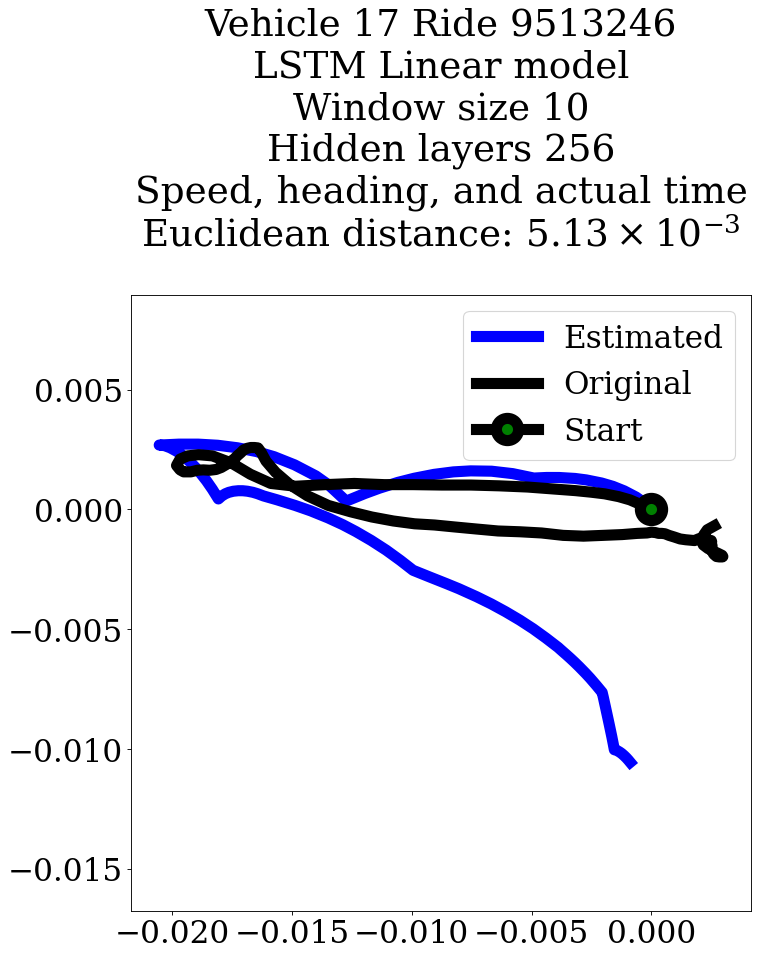 Vehicle 17 Ride 9513246
LSTM Linear model
Window size 10
Hidden layers 256
Speed, heading, and actual time
Euclidean distance: 5.13 × 10⁻³
Estimated
Original
Start
0.005
0.000
−0.005
−0.010
−0.015
−0.020 −0.015 −0.010 −0.005 0.000